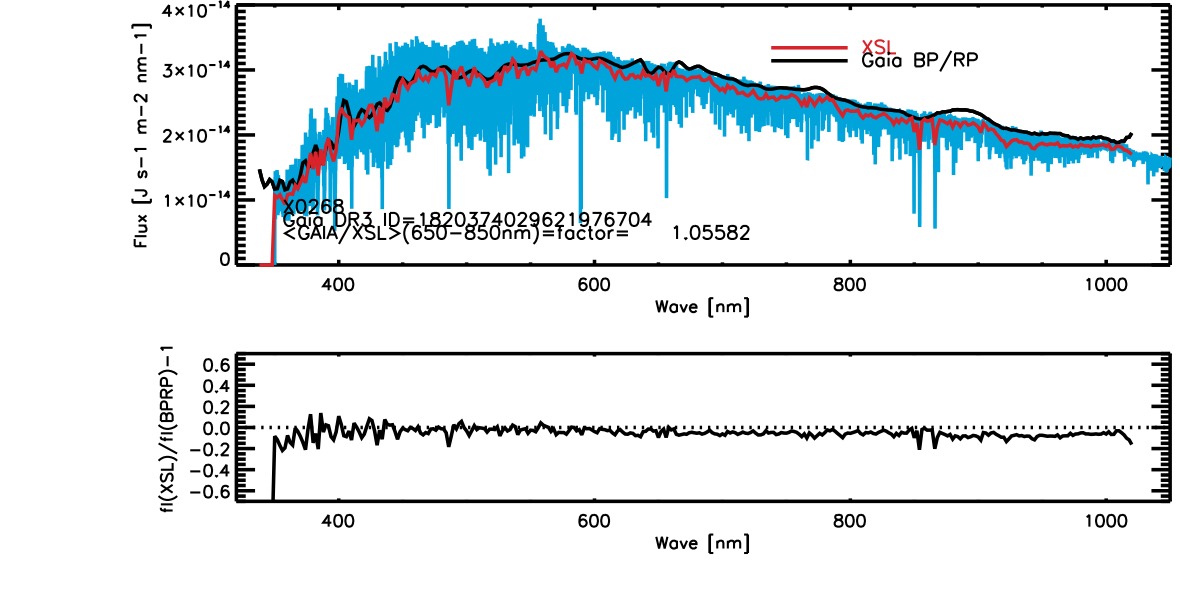 4×10−14
3×10−14
2×10−14
1×10−14
0
Flux [J s−1 m−2 nm−1]
XSL
Gaia BP/RP
X0268
Gaia DR3 ID=1820374029621976704
<GAIA/XSL>(650−850nm)=factor= 1.05582
400 600 800 1000
Wave [nm]
0.6
0.4
0.2
0.0
−0.2
−0.4
−0.6
fl(XSL)/fl(BPRP)−1
400 600 800 1000
Wave [nm]